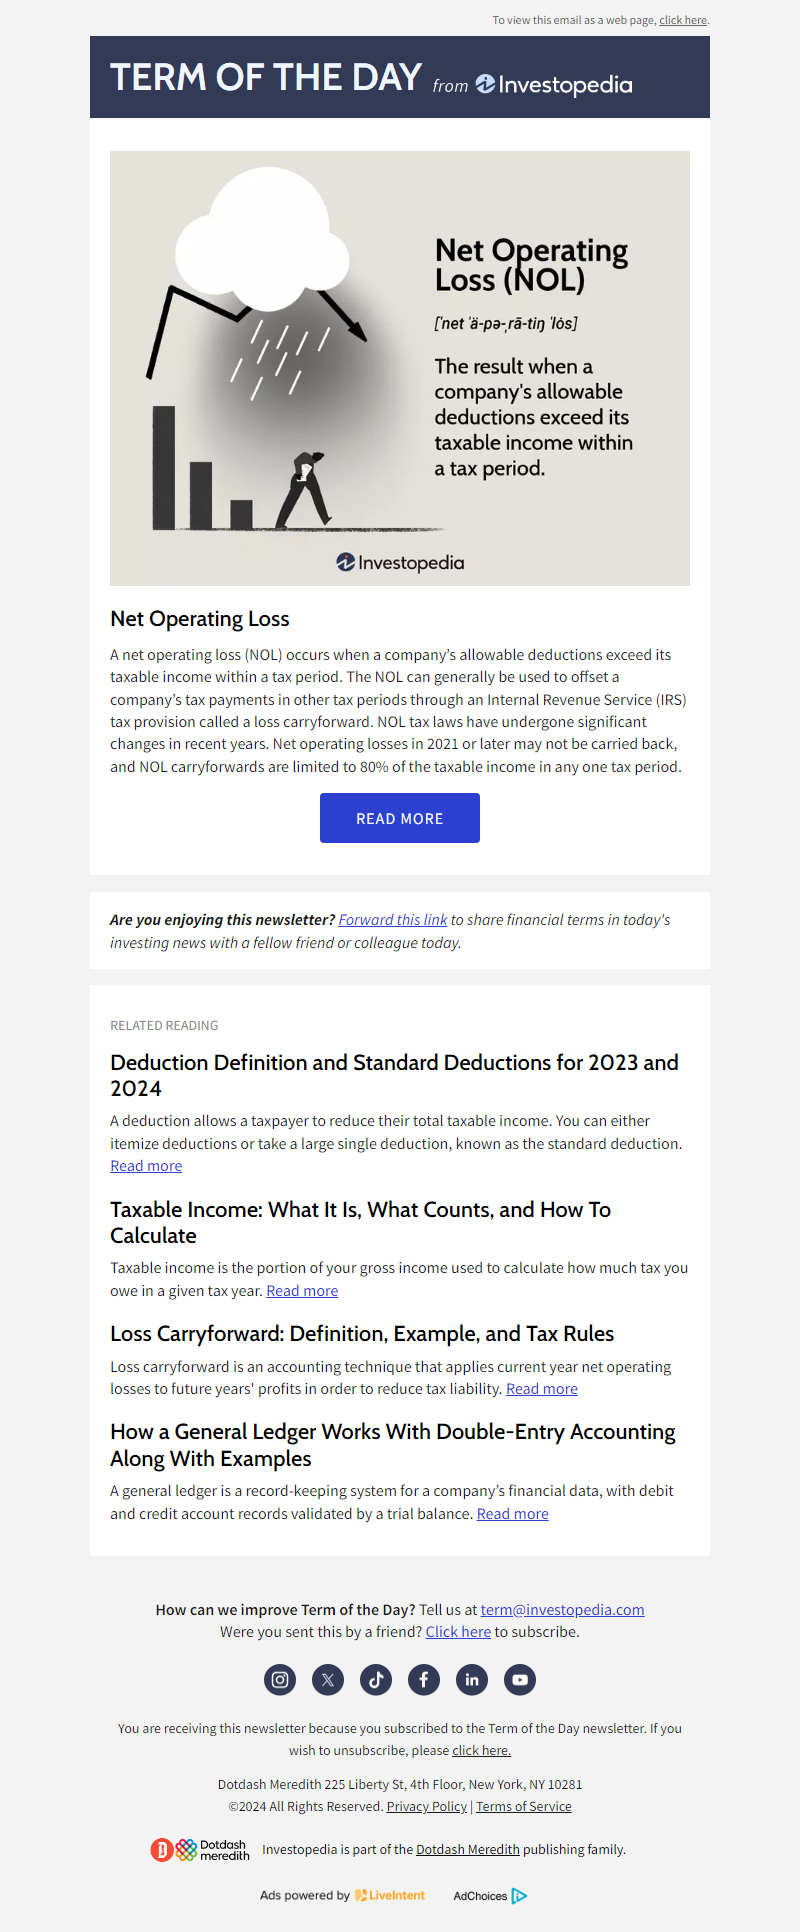 To view this email as a web page, click here.
TERM OF THE DAY from Investopedia
Net Operating
Loss (NOL)
['net 'ä-pə-ˌrā-tiŋ 'lȯs]
The result when a
company's allowable
deductions exceed its
taxable income within
a tax period.
Investopedia
Net Operating Loss
A net operating loss (NOL) occurs when a company’s allowable deductions exceed its
taxable income within a tax period. The NOL can generally be used to offset a
company’s tax payments in other tax periods through an Internal Revenue Service (IRS)
tax provision called a loss carryforward. NOL tax laws have undergone significant
changes in recent years. Net operating losses in 2021 or later may not be carried back,
and NOL carryforwards are limited to 80% of the taxable income in any one tax period.
READ MORE
Are you enjoying this newsletter? Forward this link to share financial terms in today's
investing news with a fellow friend or colleague today.
RELATED READING
Deduction Definition and Standard Deductions for 2023 and
2024
A deduction allows a taxpayer to reduce their total taxable income. You can either
itemize deductions or take a large single deduction, known as the standard deduction.
Read more
Taxable Income: What It Is, What Counts, and How To
Calculate
Taxable income is the portion of your gross income used to calculate how much tax you
owe in a given tax year. Read more
Loss Carryforward: Definition, Example, and Tax Rules
Loss carryforward is an accounting technique that applies current year net operating
losses to future years' profits in order to reduce tax liability. Read more
How a General Ledger Works With Double-Entry Accounting
Along With Examples
A general ledger is a record-keeping system for a company’s financial data, with debit
and credit account records validated by a trial balance. Read more
How can we improve Term of the Day? Tell us at term@investopedia.com
Were you sent this by a friend? Click here to subscribe.
You are receiving this newsletter because you subscribed to the Term of the Day newsletter. If you
wish to unsubscribe, please click here.
Dotdash Meredith 225 Liberty St, 4th Floor, New York, NY 10281
©2024 All Rights Reserved. Privacy Policy | Terms of Service
Dotdash
meredith
Investopedia is part of the Dotdash Meredith publishing family.
Ads powered by LiveIntent AdChoices